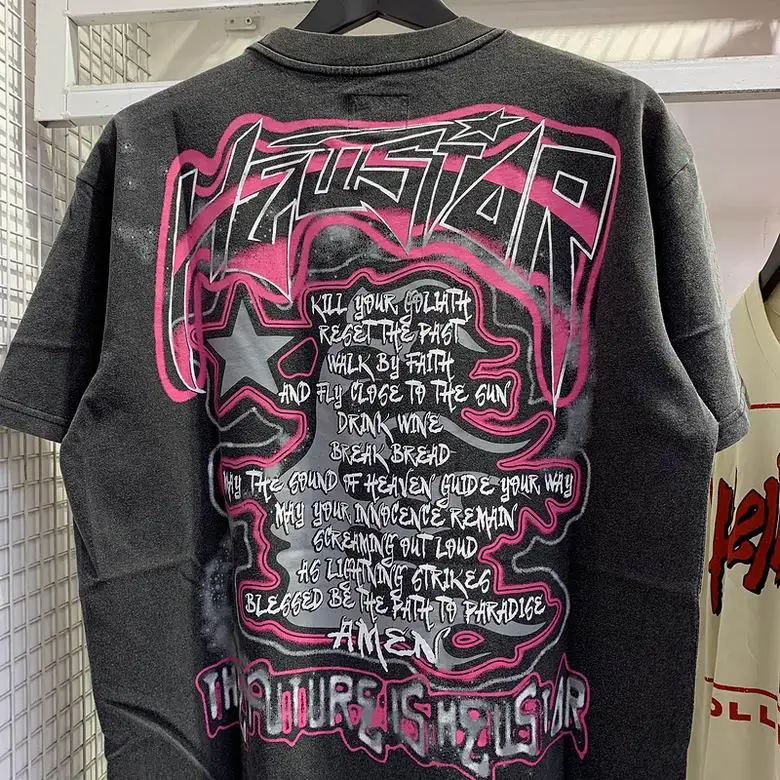 HELLSTAR
KILL YOUR GOLIATH
RESET THE PAST
WALK BY FAITH
AND FLY CLOSE TO THE SUN
DRINK WINE
BREAK BREAD
MAY THE SOUND OF HEAVEN GUIDE YOUR WAY
MAY YOUR INNOCENCE REMAIN
SCREAMING OUT LOUD
AS LIGHTNING STRIKES
BLESSED BE THE PATH TO PARADISE
AMEN
THE FUTURE IS HELLSTAR